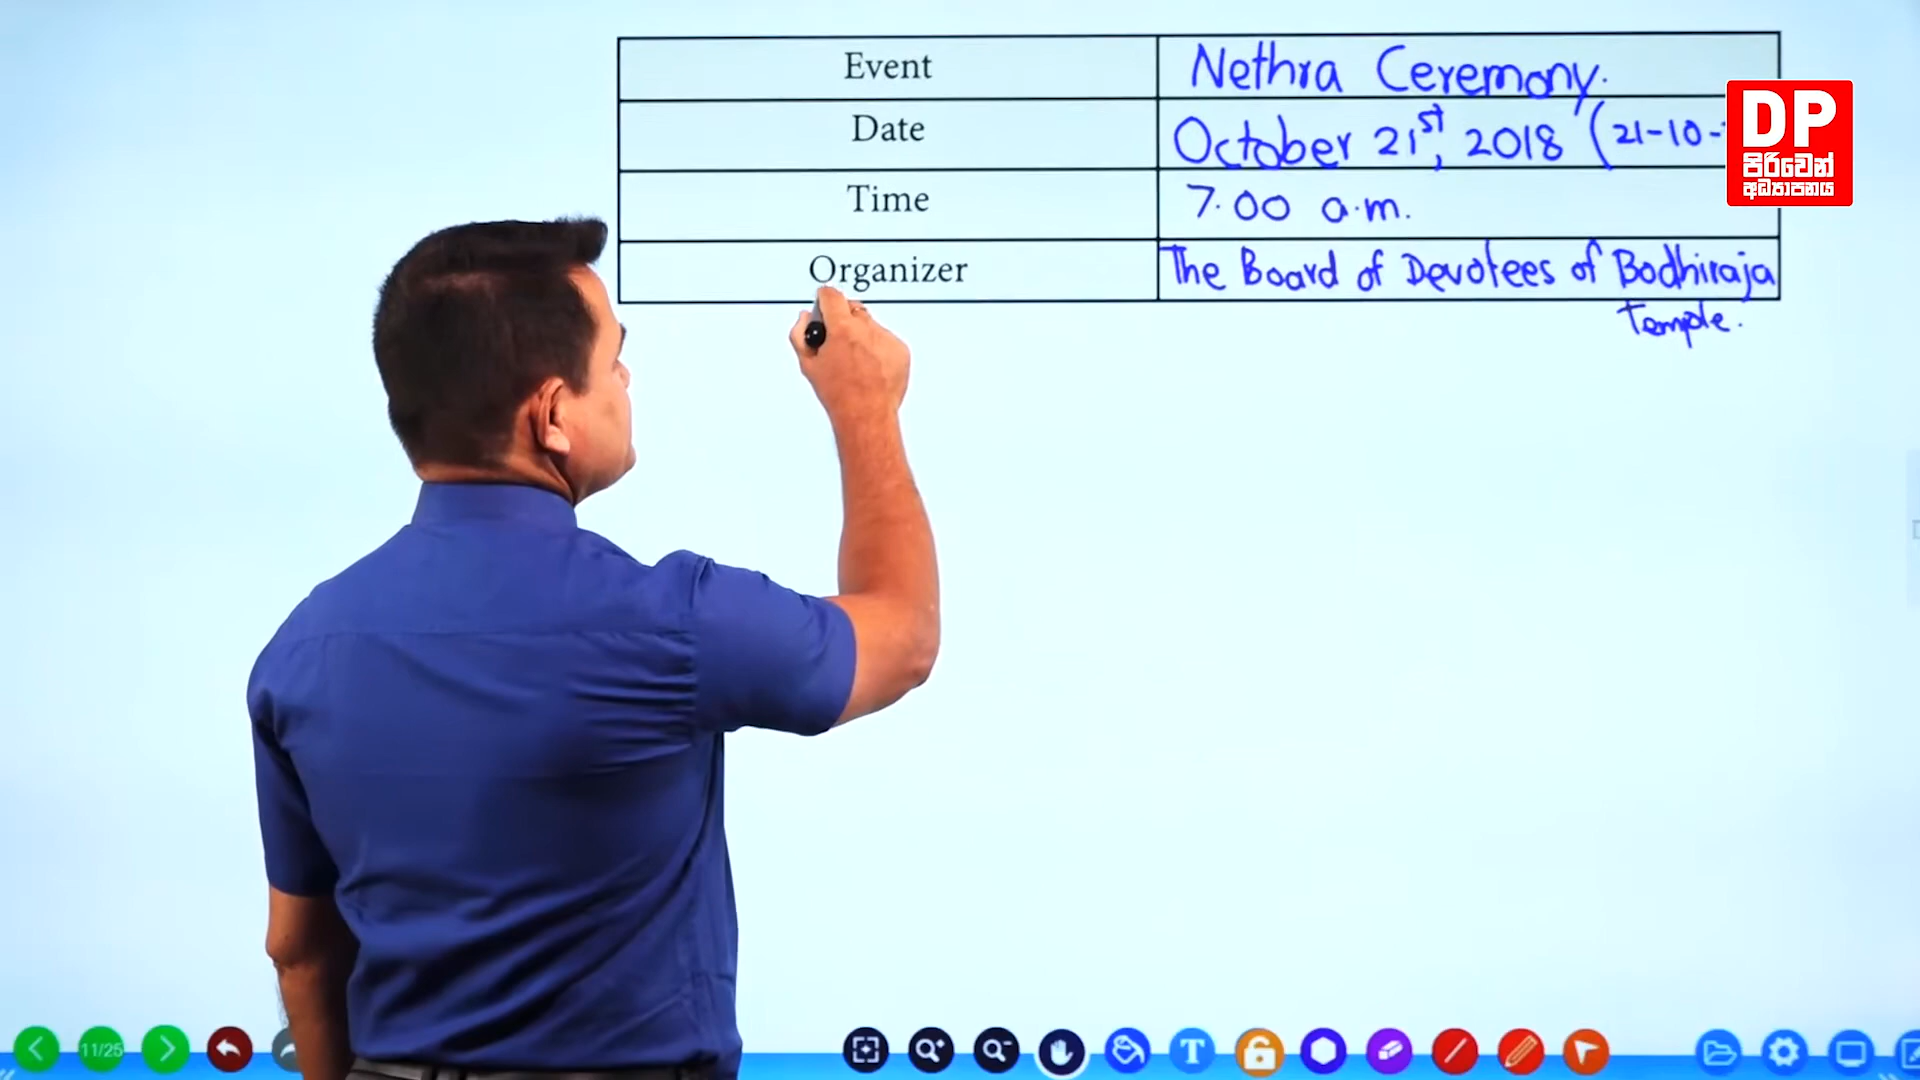 Event Nethra Ceremony.
Date October 21st, 2018 (21-10-
Time 7.00 a.m.
Organizer The Board of Devotees of Bodhiraja
Temple.
DP
පිරිවෙන්
අධ්‍යාපනය
11/25
T